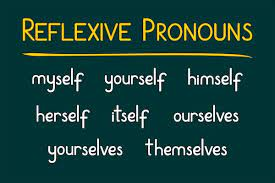 REFLEXIVE PRONOUNS
myself yourself himself
herself itself ourselves
yourselves themselves